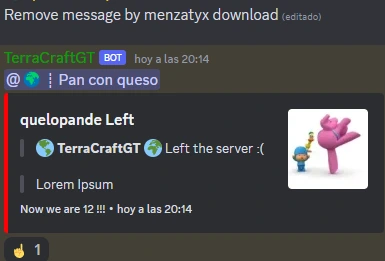 Remove message by menzatyx download (editado)
TerraCraftGT BOT hoy a las 20:14
@🌍 ┋ Pan con queso
quelopande Left
🌎 TerraCraftGT 🌍 Left the server :(
Lorem Ipsum
Now we are 12 !!! • hoy a las 20:14
☝ 1